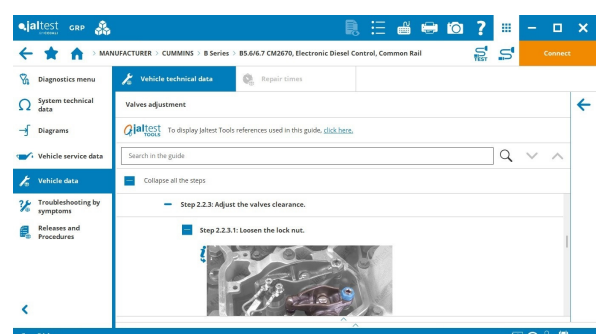 jaltest GRP
?
MANUFACTURER > CUMMINS > B Series > B5.6/6.7 CM2670, Electronic Diesel Control, Common Rail
TEST
Connect
Diagnostics menu
Vehicle technical data
Repair times
System technical data
Valves adjustment
Diagrams
jaltest TOOLS To display Jaltest Tools references used in this guide, click here.
Vehicle service data
Search in the guide
Vehicle data
Collapse all the steps
Troubleshooting by symptoms
Step 2.2.3: Adjust the valves clearance.
Releases and Procedures
Step 2.2.3.1: Loosen the lock nut.